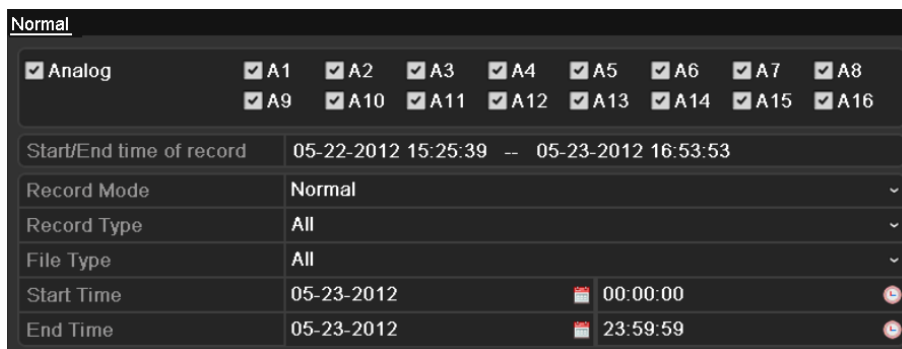 Normal
Analog A1 A2 A3 A4 A5 A6 A7 A8
A9 A10 A11 A12 A13 A14 A15 A16
Start/End time of record 05-22-2012 15:25:39 -- 05-23-2012 16:53:53
Record Mode Normal
Record Type All
File Type All
Start Time 05-23-2012 00:00:00
End Time 05-23-2012 23:59:59